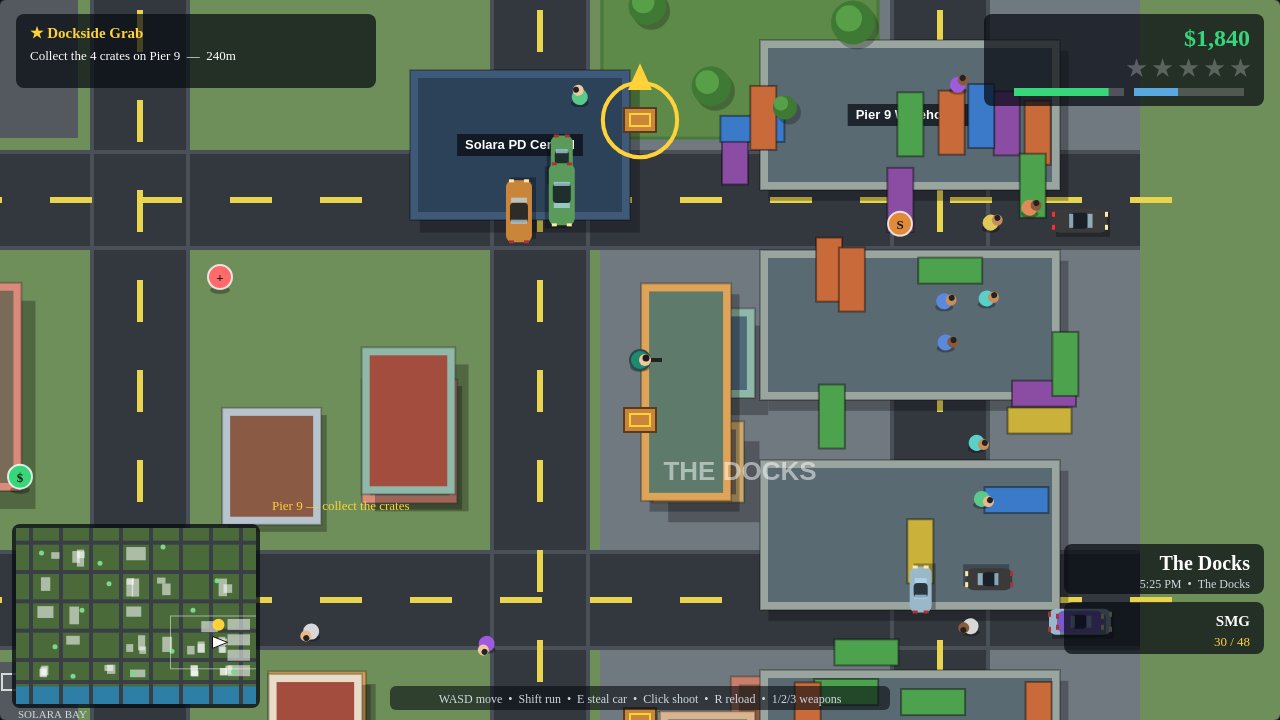 ★ Dockside Grab
Collect the 4 crates on Pier 9 — 240m
$1,840
★★★★★
Solara PD
Pier 9
S
+
$
THE DOCKS
Pier 9 — collect the crates
The Docks
5:25 PM • The Docks
SMG
30 / 48
WASD move • Shift run • E steal car • Click shoot • R reload • 1/2/3 weapons
SOLARA BAY